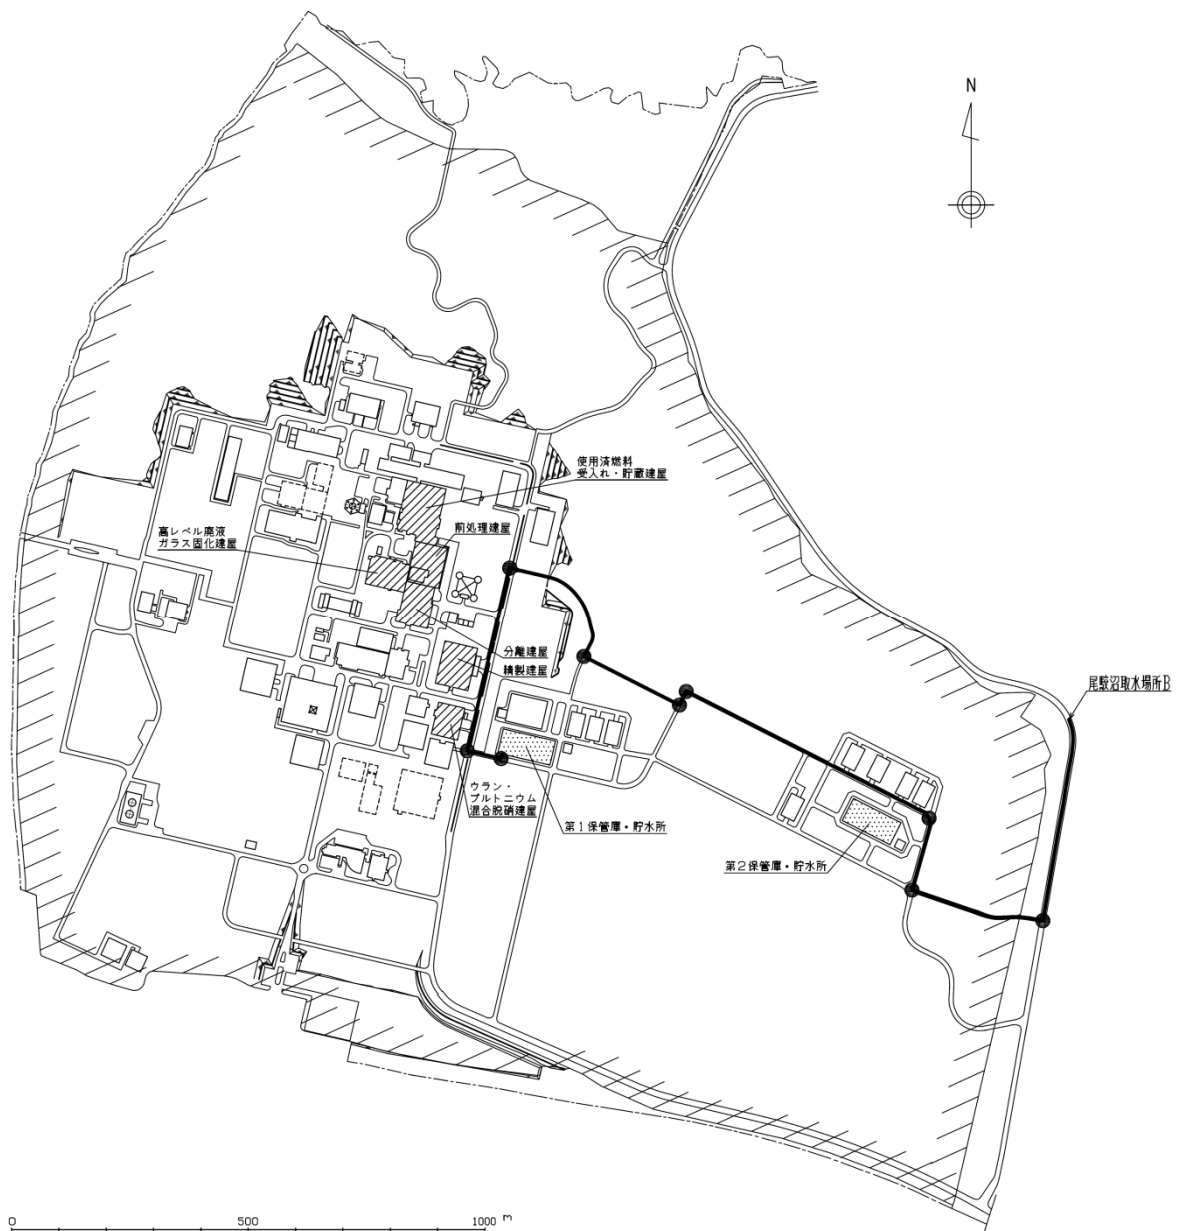 N
使用済燃料
受入れ・貯蔵建屋
高レベル廃液
ガラス固化建屋
前処理建屋
分離建屋
精製建屋
尾駮沼取水場所B
ウラン・
プルトニウム
混合脱硝建屋
第1保管庫・貯水所
第2保管庫・貯水所
0 500 1000 m